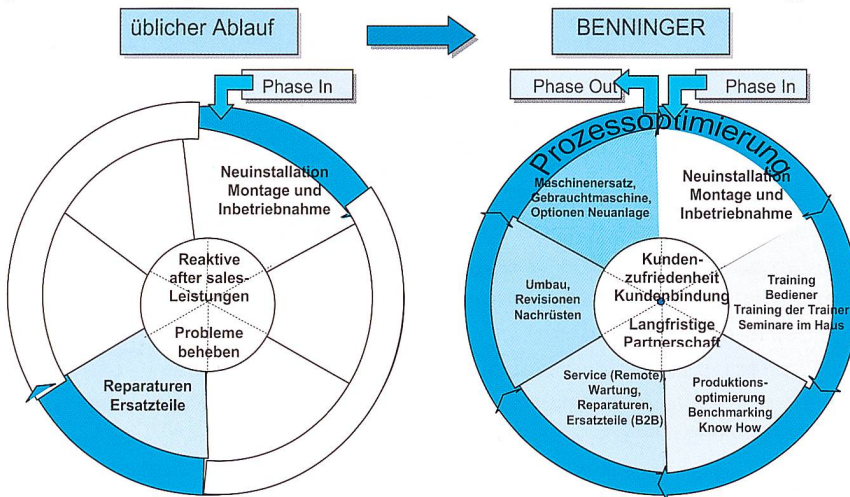 üblicher Ablauf
BENNINGER
Phase In
Phase Out
Phase In
Neuinstallation
Montage und
Inbetriebnahme
Reaktive
after sales-
Leistungen
Probleme
beheben
Reparaturen
Ersatzteile
Prozessoptimierung
Maschinenersatz,
Gebrauchtmaschine,
Optionen Neuanlage
Neuinstallation
Montage und
Inbetriebnahme
Umbau,
Revisionen
Nachrüsten
Kunden-
zufriedenheit
Kundenbindung
Langfristige
Partnerschaft
Training
Bediener
Training der Trainer
Seminare im Haus
Service (Remote),
Wartung,
Reparaturen,
Ersatzteile (B2B)
Produktions-
optimierung
Benchmarking
Know How